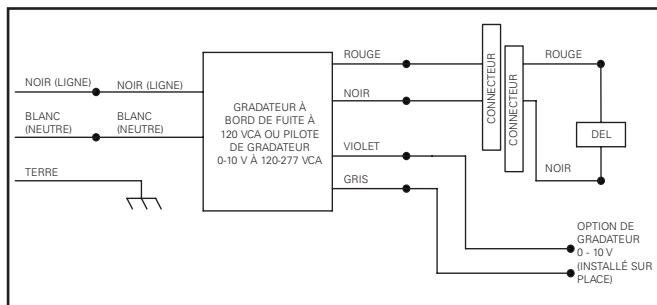 NOIR (LIGNE)
NOIR (LIGNE)
BLANC
(NEUTRE)
BLANC
(NEUTRE)
TERRE
GRADATEUR À
BORD DE FUITE À
120 VCA OU PILOTE
DE GRADATEUR
0-10 V À 120-277 VCA
ROUGE
NOIR
VIOLET
GRIS
CONNECTEUR
CONNECTEUR
ROUGE
DEL
NOIR
OPTION DE
GRADATEUR
0 - 10 V
(INSTALLÉ SUR
PLACE)